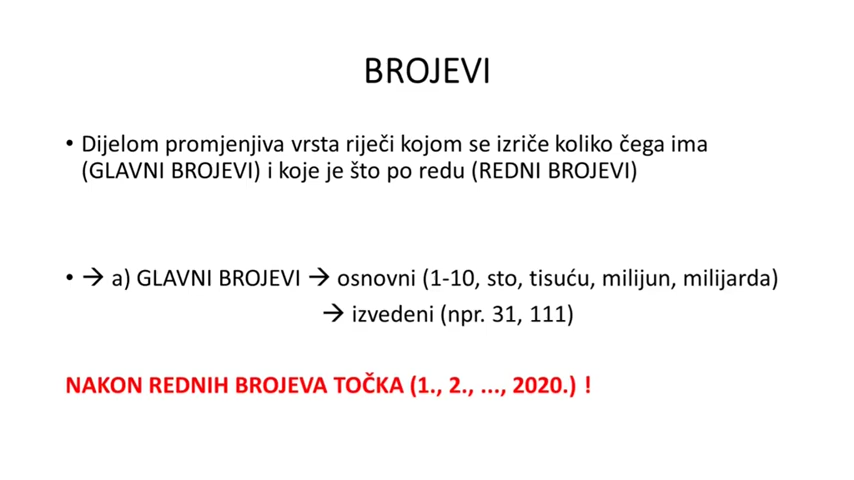 BROJEVI
• Dijelom promjenjiva vrsta riječi kojom se izriče koliko čega ima
(GLAVNI BROJEVI) i koje je što po redu (REDNI BROJEVI)
• → a) GLAVNI BROJEVI → osnovni (1-10, sto, tisuću, milijun, milijarda)
→ izvedeni (npr. 31, 111)
NAKON REDNIH BROJEVA TOČKA (1., 2., ..., 2020.) !